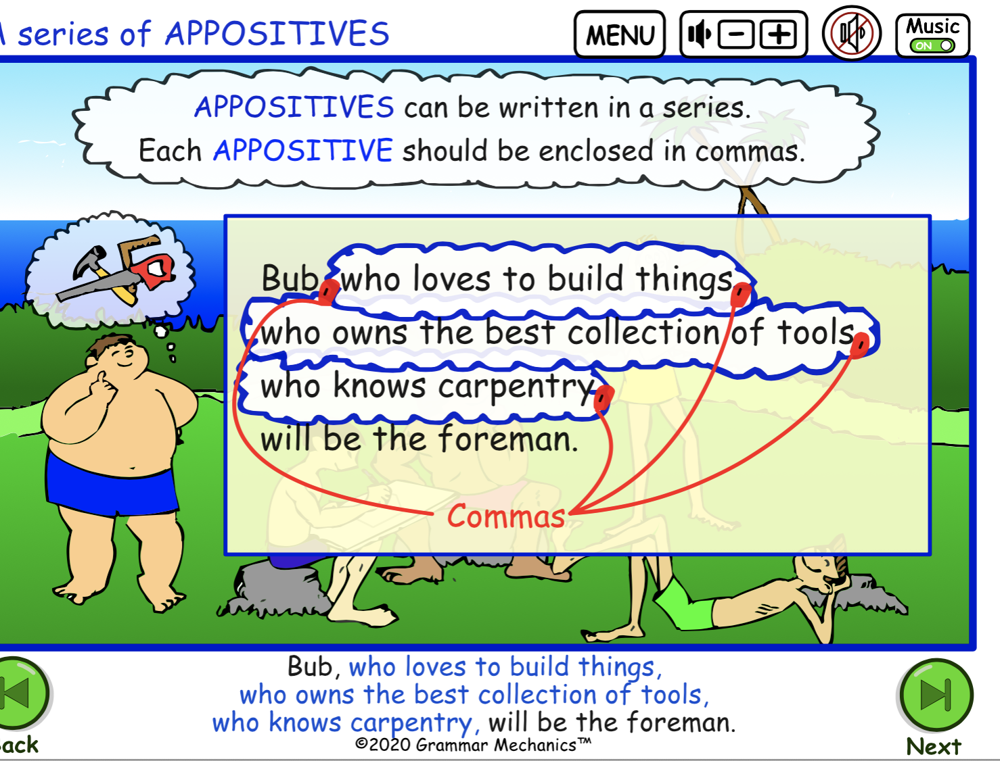 series of APPOSITIVES
MENU
Music
ON
APPOSITIVES can be written in a series.
Each APPOSITIVE should be enclosed in commas.
Bub, who loves to build things,
who owns the best collection of tools,
who knows carpentry,
will be the foreman.
Commas
Bub, who loves to build things,
who owns the best collection of tools,
who knows carpentry, will be the foreman.
©2020 Grammar Mechanics™
ack
Next